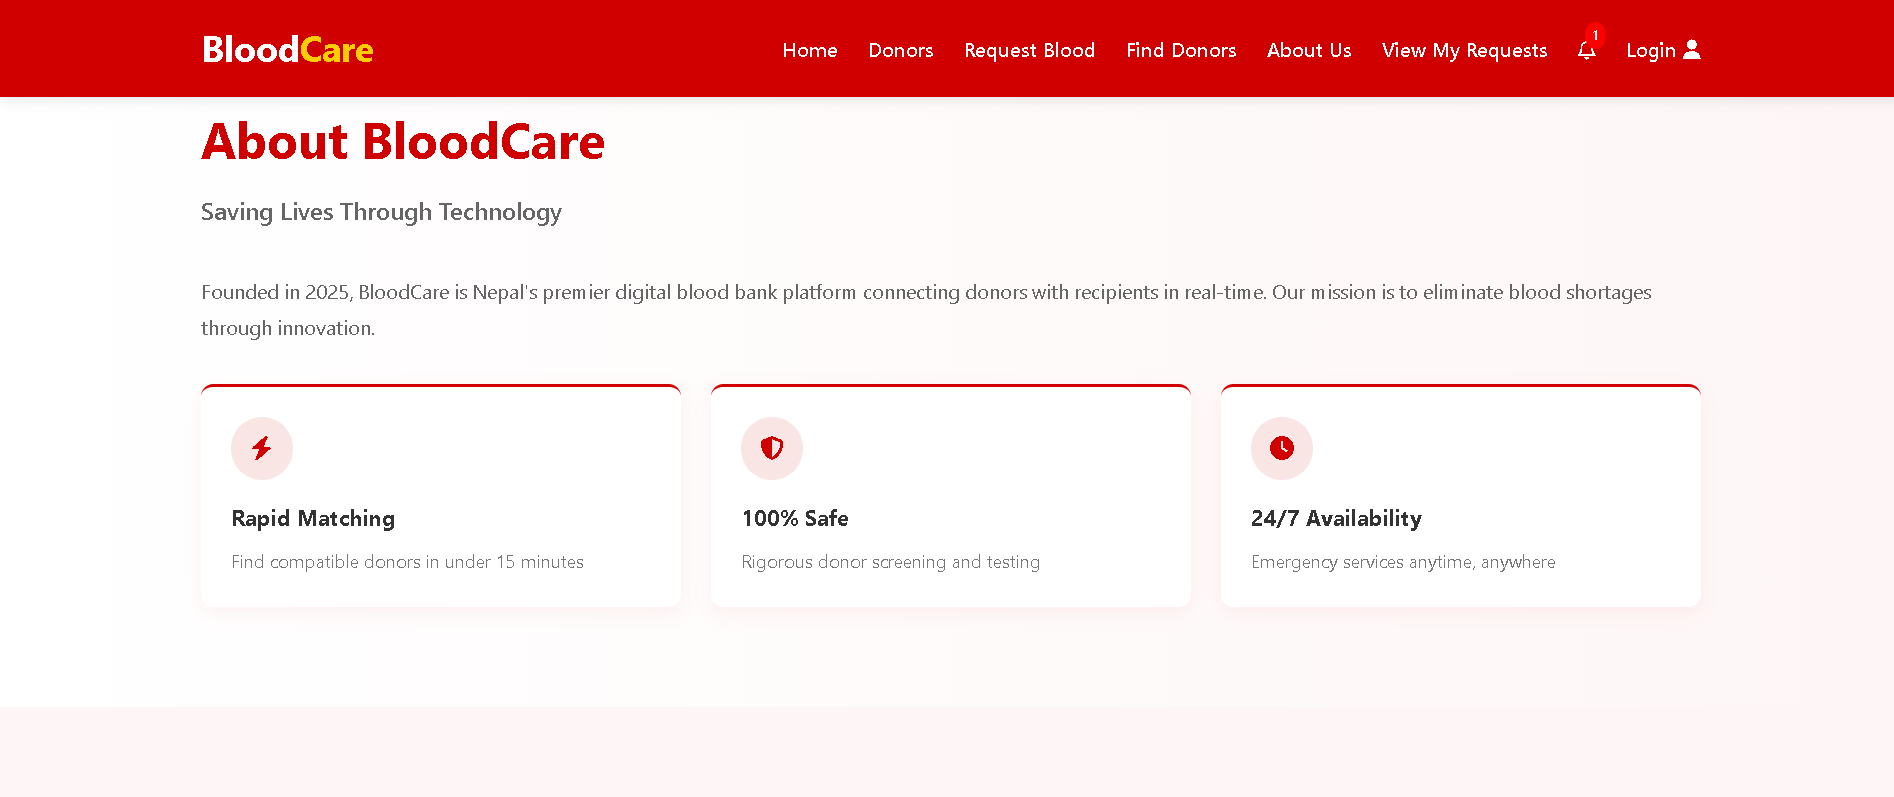 BloodCare
Home Donors Request Blood Find Donors About Us View My Requests 1 Login
About BloodCare
Saving Lives Through Technology
Founded in 2025, BloodCare is Nepal's premier digital blood bank platform connecting donors with recipients in real-time. Our mission is to eliminate blood shortages
through innovation.
Rapid Matching
Find compatible donors in under 15 minutes
100% Safe
Rigorous donor screening and testing
24/7 Availability
Emergency services anytime, anywhere